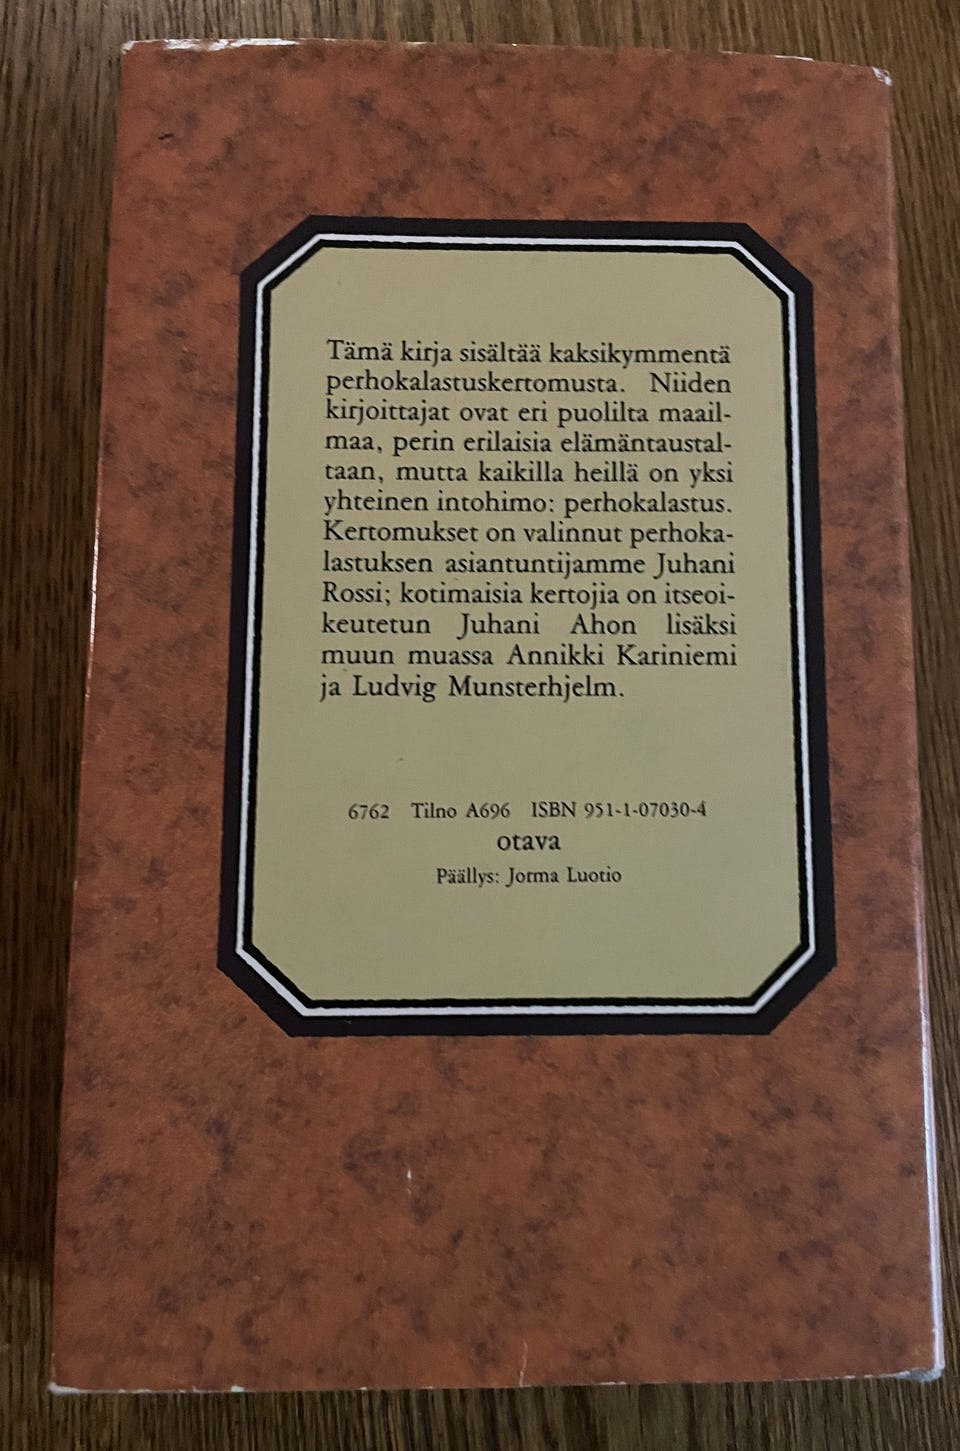 Tämä kirja sisältää kaksikymmentä
perhokalastuskertomusta. Niiden
kirjoittajat ovat eri puolilta maail-
maa, perin erilaisia elämäntaustal-
taan, mutta kaikilla heillä on yksi
yhteinen intohimo: perhokalastus.
Kertomukset on valinnut perhoka-
lastuksen asiantuntijamme Juhani
Rossi; kotimaisia kertojia on itseoi-
keutetun Juhani Ahon lisäksi
muun muassa Annikki Kariniemi
ja Ludvig Munsterhjelm.
6762 Tilno A696 ISBN 951-1-07030-4
otava
Päällys: Jorma Luotio